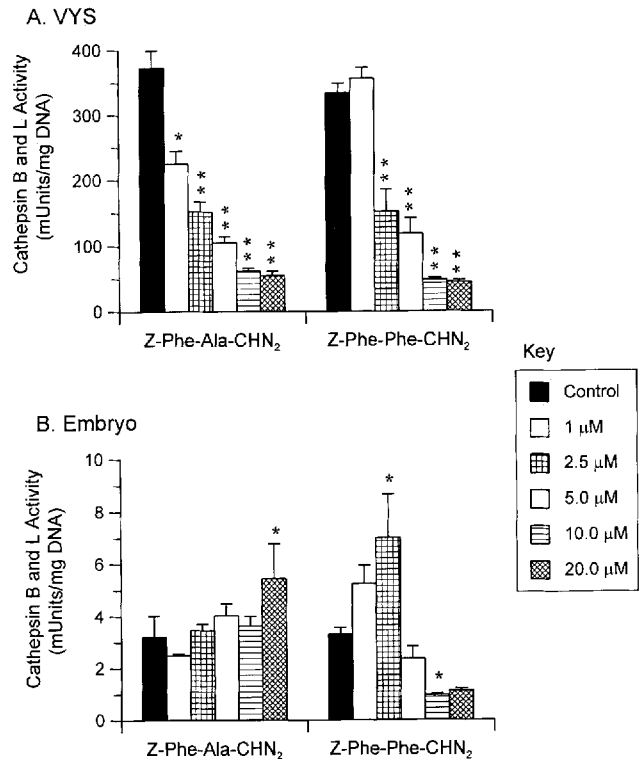 A. VYS
Cathepsin B and L Activity
(mUnits/mg DNA)
400
300
200
100
0
*
**
**
**
**
**
**
**
**
Z-Phe-Ala-CHN₂
Z-Phe-Phe-CHN₂
Key
Control
1 μM
2.5 μM
5.0 μM
10.0 μM
20.0 μM
B. Embryo
Cathepsin B and L Activity
(mUnits/mg DNA)
10
8
6
4
2
0
*
*
*
Z-Phe-Ala-CHN₂
Z-Phe-Phe-CHN₂